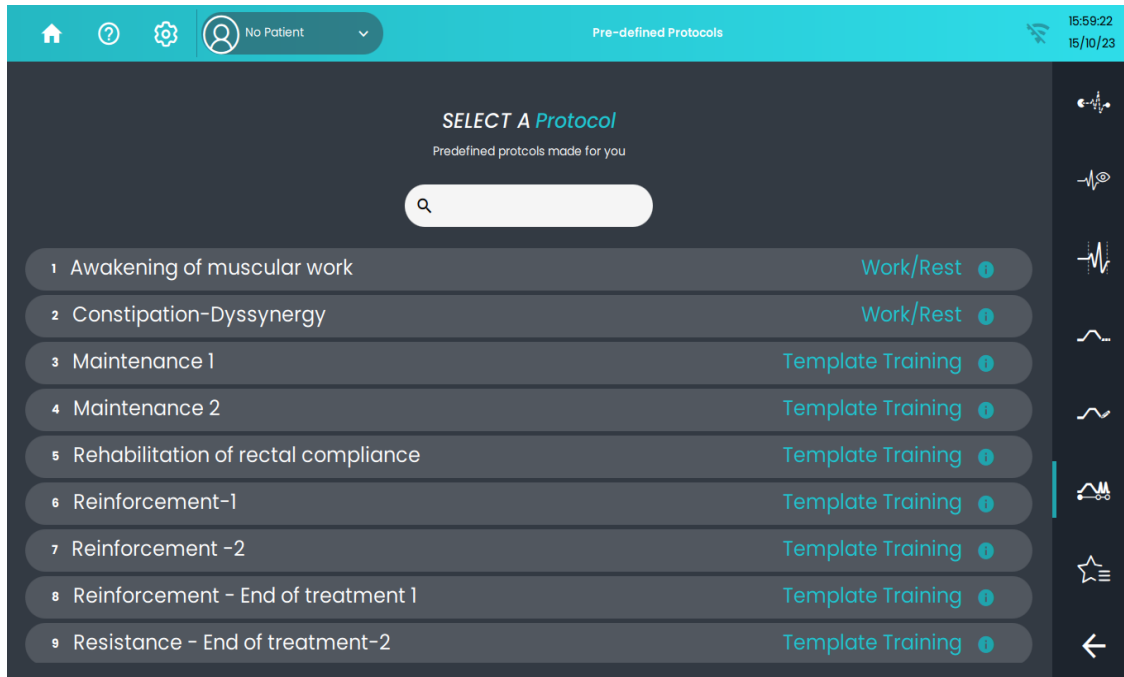 No Patient
Pre-defined Protocols
15:59:22
15/10/23
SELECT A Protocol
Predefined protcols made for you
1 Awakening of muscular work Work/Rest
2 Constipation-Dyssynergy Work/Rest
3 Maintenance 1 Template Training
4 Maintenance 2 Template Training
5 Rehabilitation of rectal compliance Template Training
6 Reinforcement-1 Template Training
7 Reinforcement -2 Template Training
8 Reinforcement - End of treatment 1 Template Training
9 Resistance - End of treatment-2 Template Training